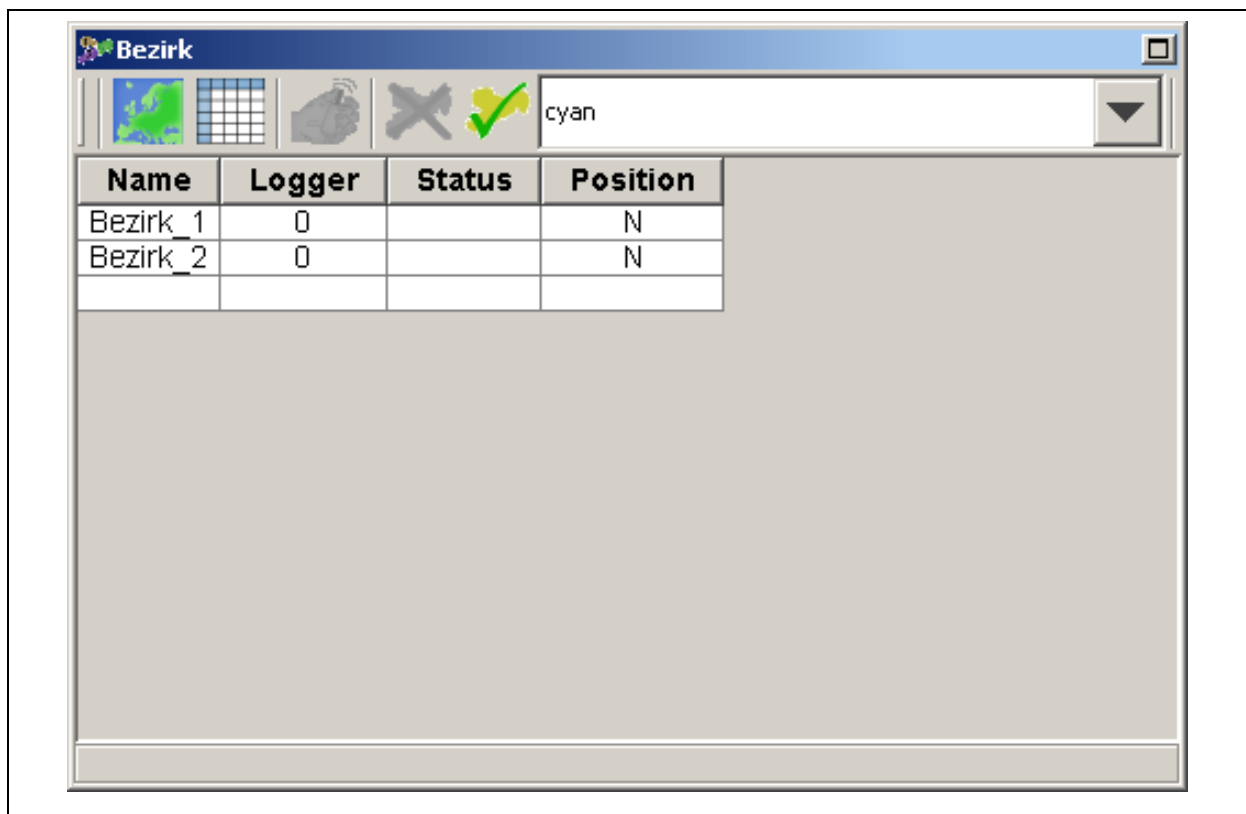 Bezirk
cyan
Name Logger Status Position
Bezirk_1 0 N
Bezirk_2 0 N